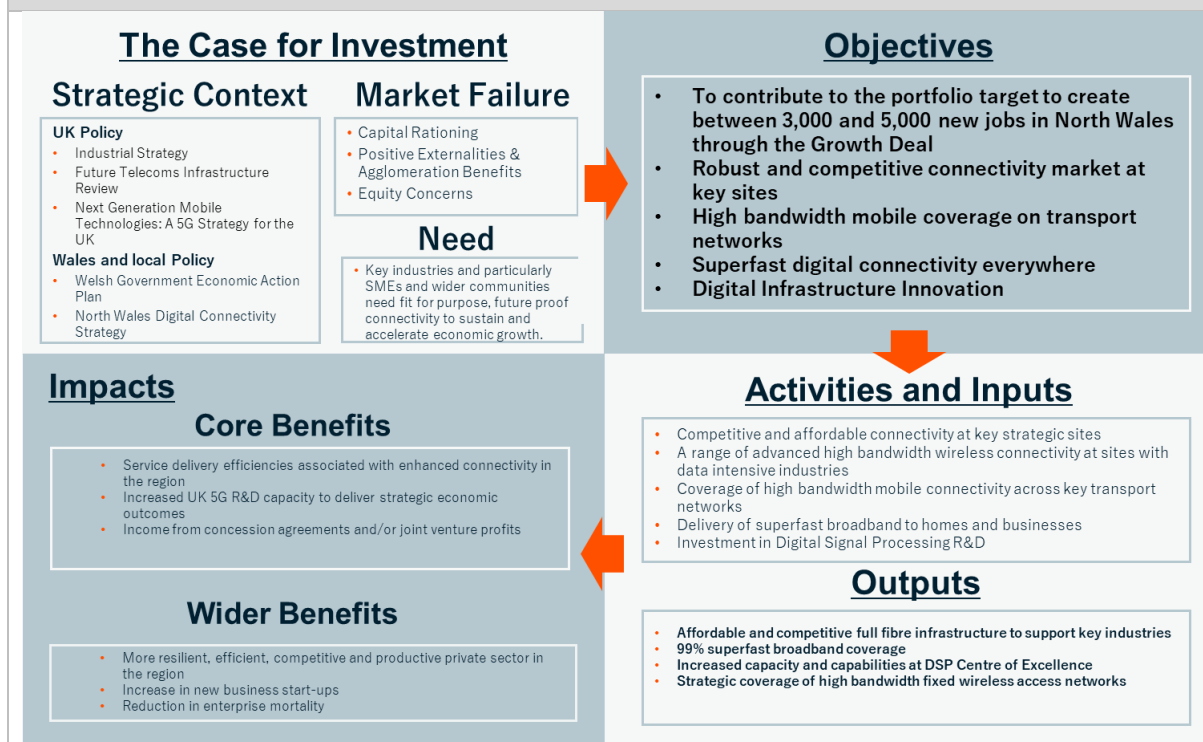 The Case for Investment
Strategic Context
UK Policy
• Industrial Strategy
• Future Telecoms Infrastructure
Review
• Next Generation Mobile
Technologies: A 5G Strategy for the
UK
Wales and local Policy
• Welsh Government Economic Action
Plan
• North Wales Digital Connectivity
Strategy
Market Failure
• Capital Rationing
• Positive Externalities &
Agglomeration Benefits
• Equity Concerns
Need
• Key industries and particularly
SMEs and wider communities
need fit for purpose, future proof
connectivity to sustain and
accelerate economic growth.
Objectives
• To contribute to the portfolio target to create
between 3,000 and 5,000 new jobs in North Wales
through the Growth Deal
• Robust and competitive connectivity market at
key sites
• High bandwidth mobile coverage on transport
networks
• Superfast digital connectivity everywhere
• Digital Infrastructure Innovation
Activities and Inputs
• Competitive and affordable connectivity at key strategic sites
• A range of advanced high bandwidth wireless connectivity at sites with
data intensive industries
• Coverage of high bandwidth mobile connectivity across key transport
networks
• Delivery of superfast broadband to homes and businesses
• Investment in Digital Signal Processing R&D
Outputs
• Affordable and competitive full fibre infrastructure to support key industries
• 99% superfast broadband coverage
• Increased capacity and capabilities at DSP Centre of Excellence
• Strategic coverage of high bandwidth fixed wireless access networks
Impacts
Core Benefits
• Service delivery efficiencies associated with enhanced connectivity in
the region
• Increased UK 5G R&D capacity to deliver strategic economic
outcomes
• Income from concession agreements and/or joint venture profits
Wider Benefits
• More resilient, efficient, competitive and productive private sector in
the region
• Increase in new business start-ups
• Reduction in enterprise mortality